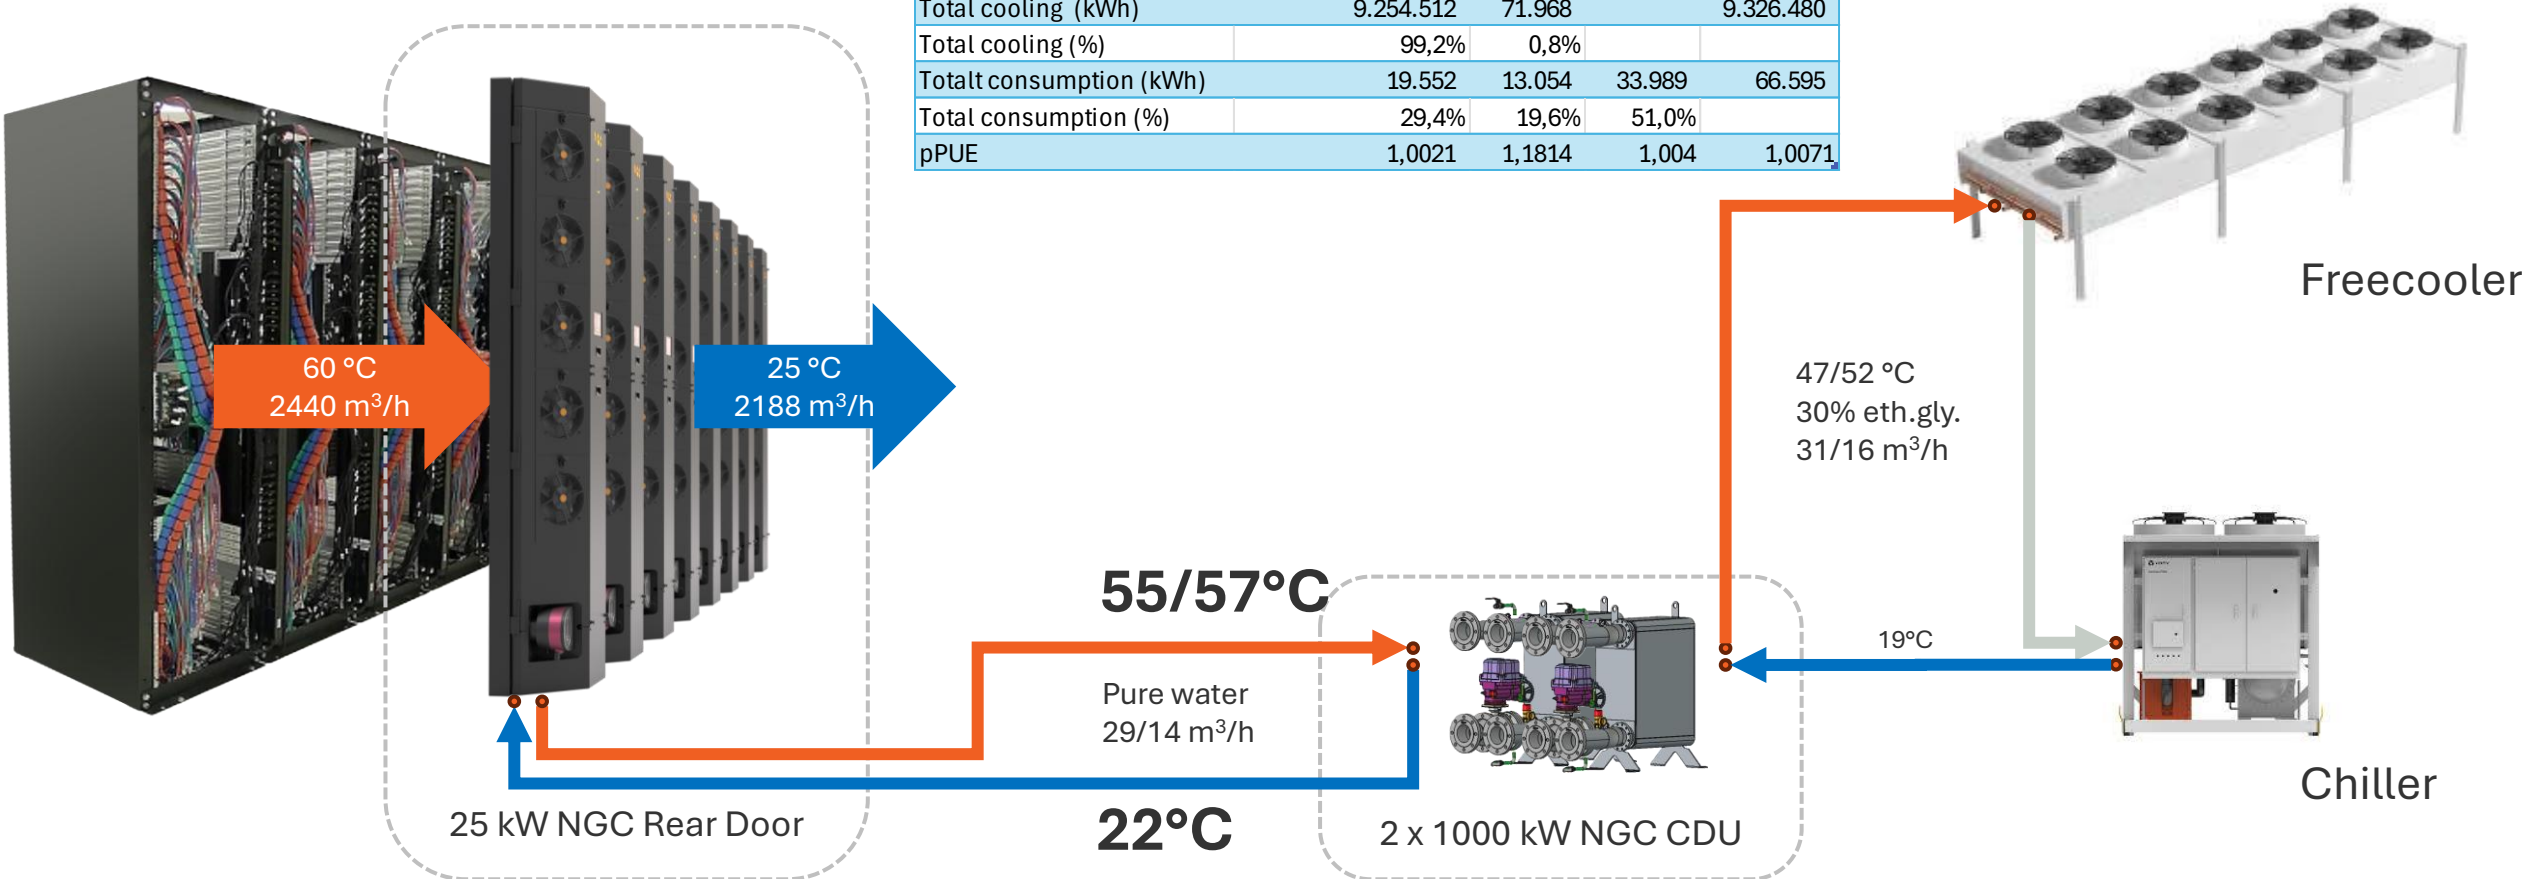 Total cooling (kWh) 9.254.512 71.968 9.326.480
Total cooling (%) 99,2% 0,8%
Totalt consumption (kWh) 19.552 13.054 33.989 66.595
Total consumption (%) 29,4% 19,6% 51,0%
pPUE 1,0021 1,1814 1,004 1,0071
Freecooler
60 °C
2440 m³/h
25 °C
2188 m³/h
47/52 °C
30% eth.gly.
31/16 m³/h
55/57°C
19°C
Pure water
29/14 m³/h
Chiller
25 kW NGC Rear Door
22°C
2 x 1000 kW NGC CDU